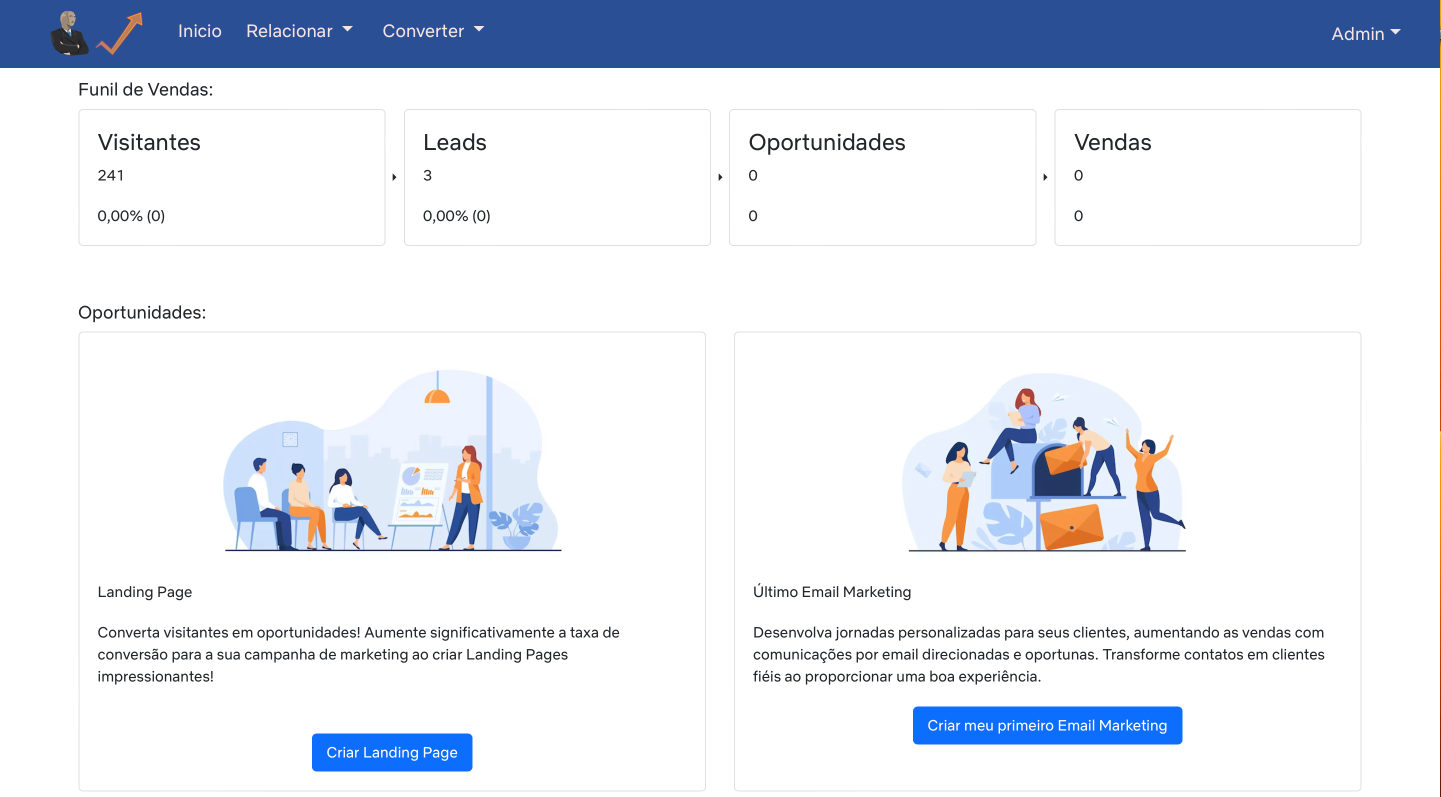 Inicio Relacionar Converter Admin
Funil de Vendas:
Visitantes
241
0,00% (0)
Leads
3
0,00% (0)
Oportunidades
0
0
Vendas
0
0
Oportunidades:
Landing Page
Converta visitantes em oportunidades! Aumente significativamente a taxa de
conversão para a sua campanha de marketing ao criar Landing Pages
impressionantes!
Criar Landing Page
Último Email Marketing
Desenvolva jornadas personalizadas para seus clientes, aumentando as vendas com
comunicações por email direcionadas e oportunas. Transforme contatos em clientes
fiéis ao proporcionar uma boa experiência.
Criar meu primeiro Email Marketing